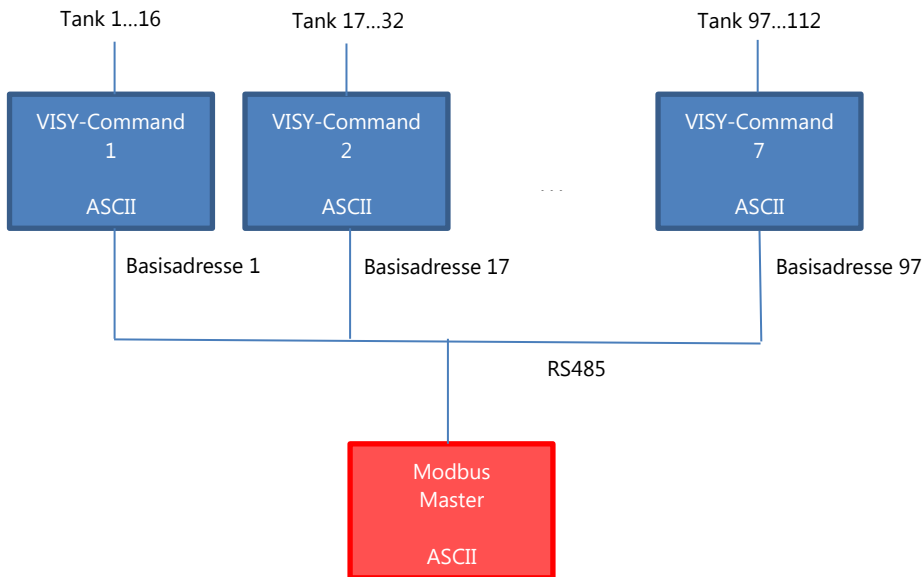 Tank 1...16
Tank 17...32
Tank 97...112
VISY-Command
1
ASCII
VISY-Command
2
ASCII
...
VISY-Command
7
ASCII
Basisadresse 1
Basisadresse 17
Basisadresse 97
RS485
Modbus
Master
ASCII